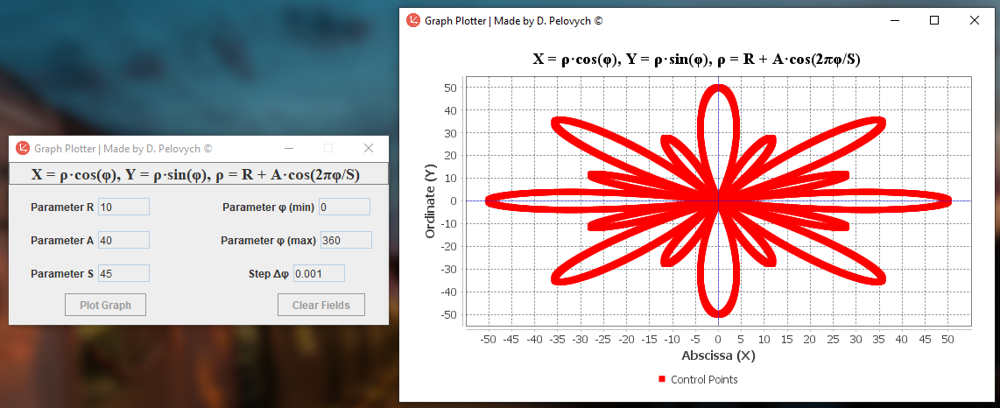 Graph Plotter | Made by D. Pelovych ©
X = ρ·cos(φ), Y = ρ·sin(φ), ρ = R + A·cos(2πφ/S)
Parameter R 10 Parameter φ (min) 0
Parameter A 40 Parameter φ (max) 360
Parameter S 45 Step Δφ 0.001
Plot Graph Clear Fields
Graph Plotter | Made by D. Pelovych ©
X = ρ·cos(φ), Y = ρ·sin(φ), ρ = R + A·cos(2πφ/S)
Ordinate (Y)
50
40
30
20
10
0
-10
-20
-30
-40
-50
-50 -45 -40 -35 -30 -25 -20 -15 -10 -5 0 5 10 15 20 25 30 35 40 45 50
Abscissa (X)
Control Points